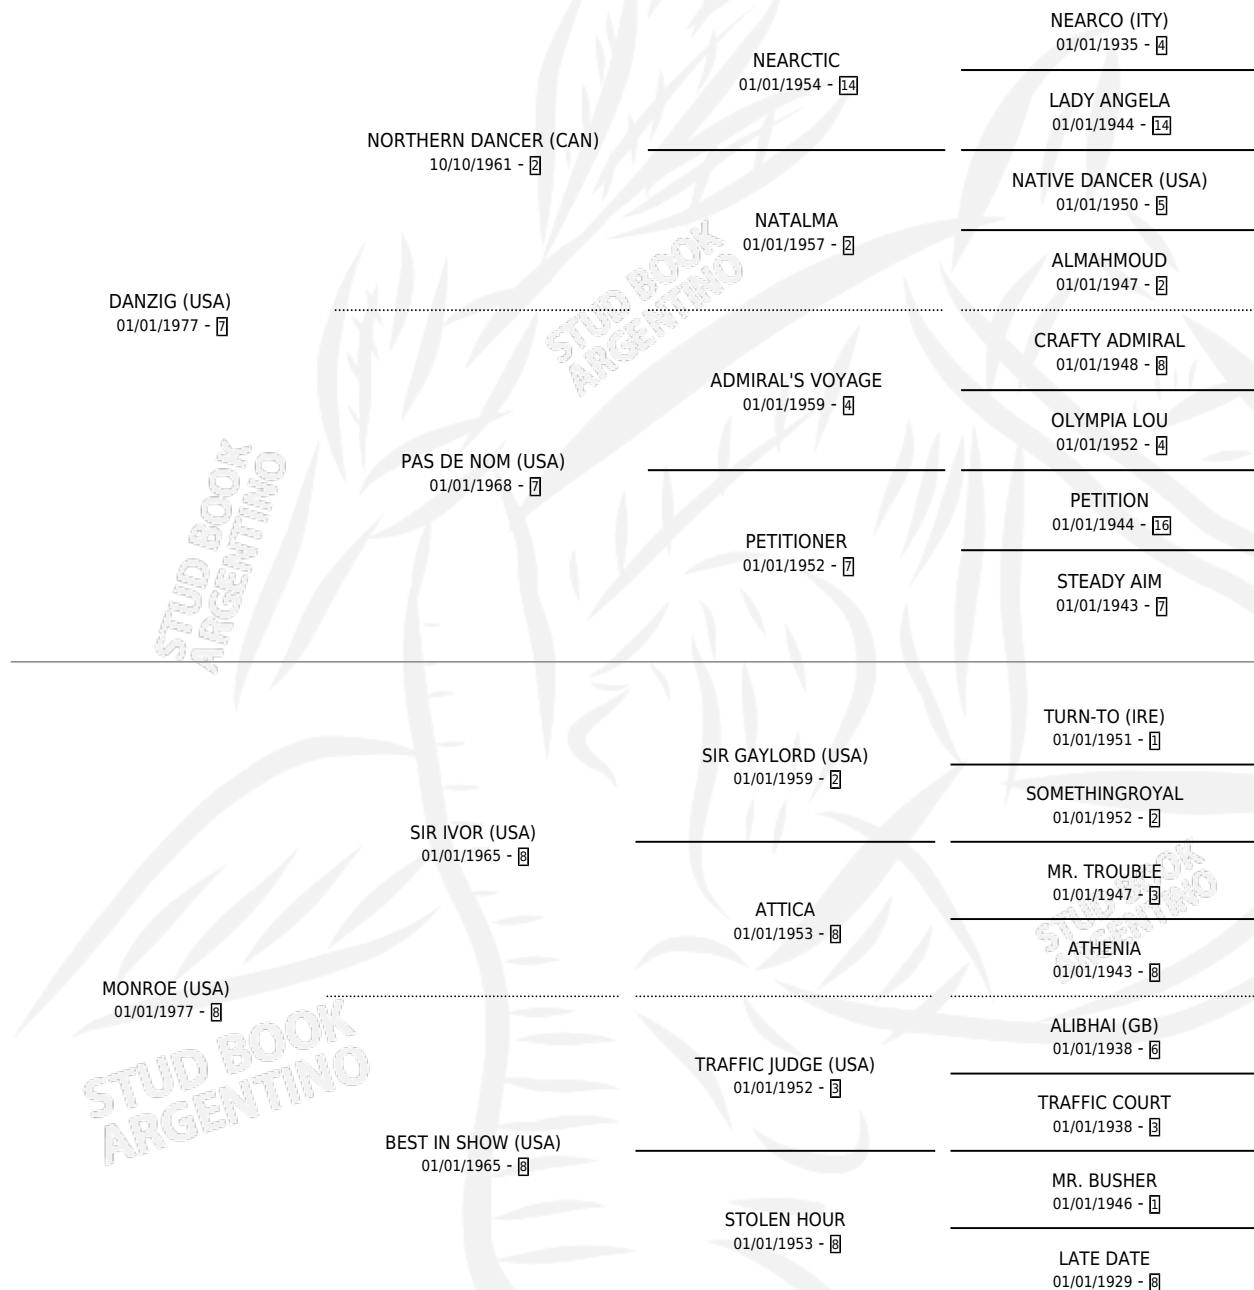 NEARCO (ITY)
01/01/1935 - 4
NEARCTIC
01/01/1954 - 14
LADY ANGELA
01/01/1944 - 14
NORTHERN DANCER (CAN)
10/10/1961 - 2
NATIVE DANCER (USA)
01/01/1950 - 5
NATALMA
01/01/1957 - 2
ALMAHMOUD
01/01/1947 - 2
DANZIG (USA)
01/01/1977 - 7
STUD BOOK
ARGENTINO
CRAFTY ADMIRAL
01/01/1948 - 8
ADMIRAL'S VOYAGE
01/01/1959 - 4
OLYMPIA LOU
01/01/1952 - 4
PAS DE NOM (USA)
01/01/1968 - 7
PETITION
01/01/1944 - 16
PETITIONER
01/01/1952 - 7
STEADY AIM
01/01/1943 - 7
STUD BOOK
ARGENTINO
TURN-TO (IRE)
01/01/1951 - 1
SIR GAYLORD (USA)
01/01/1959 - 2
SOMETHINGROYAL
01/01/1952 - 2
SIR IVOR (USA)
01/01/1965 - 8
MR. TROUBLE
01/01/1947 - 3
ATTICA
01/01/1953 - 8
STUD BOOK
ARGENTINO
ATHENIA
01/01/1943 - 8
MONROE (USA)
01/01/1977 - 8
STUD BOOK
ARGENTINO
ALIBHAI (GB)
01/01/1938 - 6
TRAFFIC JUDGE (USA)
01/01/1952 - 3
TRAFFIC COURT
01/01/1938 - 3
BEST IN SHOW (USA)
01/01/1965 - 8
MR. BUSHER
01/01/1946 - 1
STOLEN HOUR
01/01/1953 - 8
LATE DATE
01/01/1929 - 8